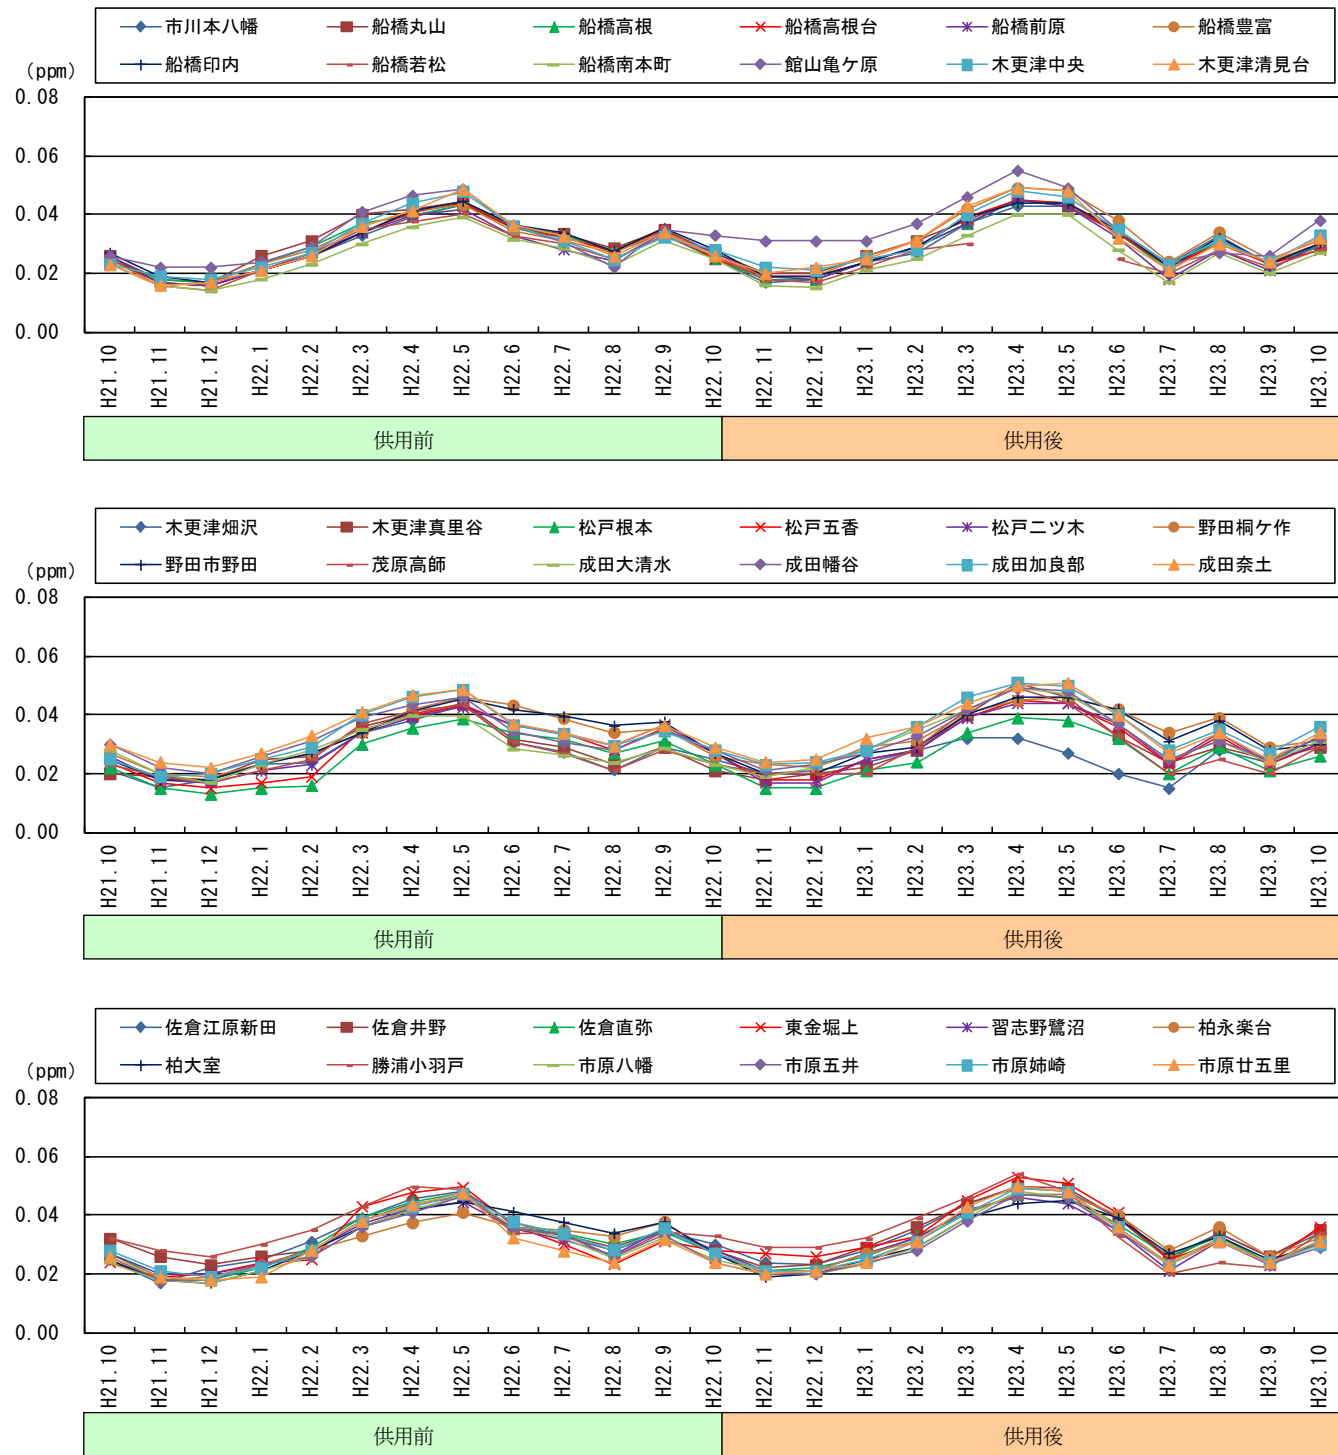 市川本八幡 船橋丸山 船橋高根 船橋高根台 船橋前原 船橋豊富
船橋印内 船橋若松 船橋南本町 館山亀ケ原 木更津中央 木更津清見台
(ppm)
0.08
0.06
0.04
0.02
0.00
H21.10 H21.11 H21.12 H22.1 H22.2 H22.3 H22.4 H22.5 H22.6 H22.7 H22.8 H22.9 H22.10 H22.11 H22.12 H23.1 H23.2 H23.3 H23.4 H23.5 H23.6 H23.7 H23.8 H23.9 H23.10
供用前 供用後
木更津畑沢 木更津真里谷 松戸根本 松戸五香 松戸二ツ木 野田桐ケ作
野田市野田 茂原高師 成田大清水 成田幡谷 成田加良部 成田奈土
(ppm)
0.08
0.06
0.04
0.02
0.00
H21.10 H21.11 H21.12 H22.1 H22.2 H22.3 H22.4 H22.5 H22.6 H22.7 H22.8 H22.9 H22.10 H22.11 H22.12 H23.1 H23.2 H23.3 H23.4 H23.5 H23.6 H23.7 H23.8 H23.9 H23.10
供用前 供用後
佐倉江原新田 佐倉井野 佐倉直弥 東金堀上 習志野鷺沼 柏永楽台
柏大室 勝浦小羽戸 市原八幡 市原五井 市原姉崎 市原廿五里
(ppm)
0.08
0.06
0.04
0.02
0.00
H21.10 H21.11 H21.12 H22.1 H22.2 H22.3 H22.4 H22.5 H22.6 H22.7 H22.8 H22.9 H22.10 H22.11 H22.12 H23.1 H23.2 H23.3 H23.4 H23.5 H23.6 H23.7 H23.8 H23.9 H23.10
供用前 供用後